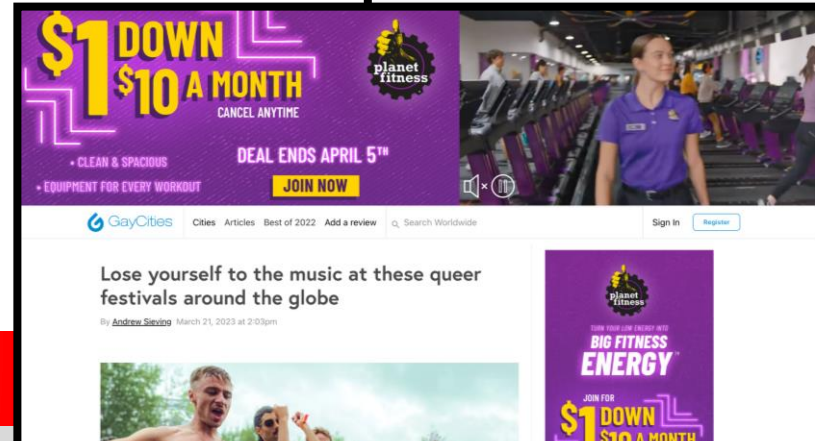 $1 DOWN
$10 A MONTH
CANCEL ANYTIME
planet
fitness
• CLEAN & SPACIOUS
• EQUIPMENT FOR EVERY WORKOUT
DEAL ENDS APRIL 5TH
JOIN NOW
GayCities Cities Articles Best of 2022 Add a review Search Worldwide Sign In Register
Lose yourself to the music at these queer
festivals around the globe
By Andrew Sieving March 21, 2023 at 2:03pm
planet
fitness
TURN YOUR LOW ENERGY INTO
BIG FITNESS
ENERGY™
JOIN FOR
$1 DOWN
$10 A MONTH